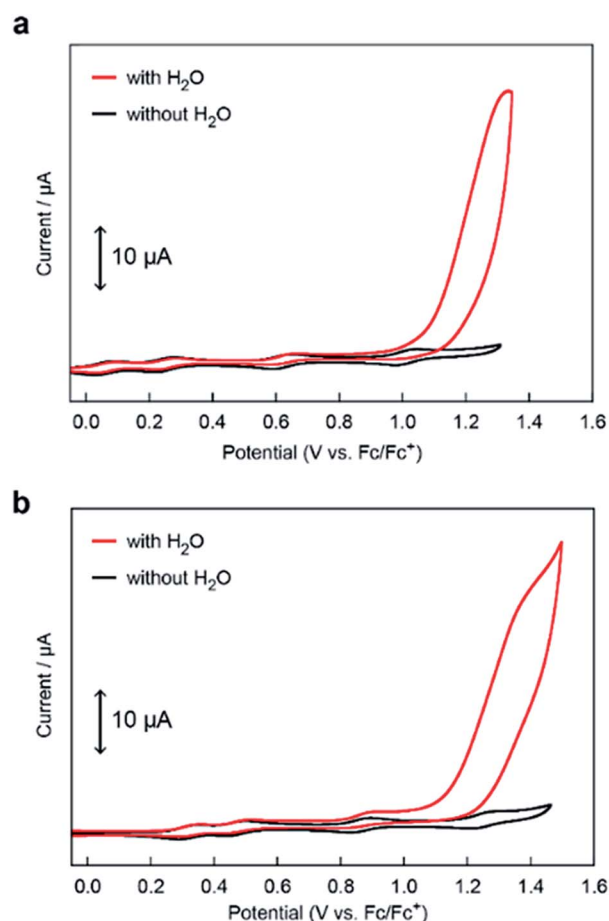 a
with H₂O
without H₂O
Current / μA
10 μA
0.0 0.2 0.4 0.6 0.8 1.0 1.2 1.4 1.6
Potential (V vs. Fc/Fc⁺)
b
with H₂O
without H₂O
Current / μA
10 μA
0.0 0.2 0.4 0.6 0.8 1.0 1.2 1.4 1.6
Potential (V vs. Fc/Fc⁺)